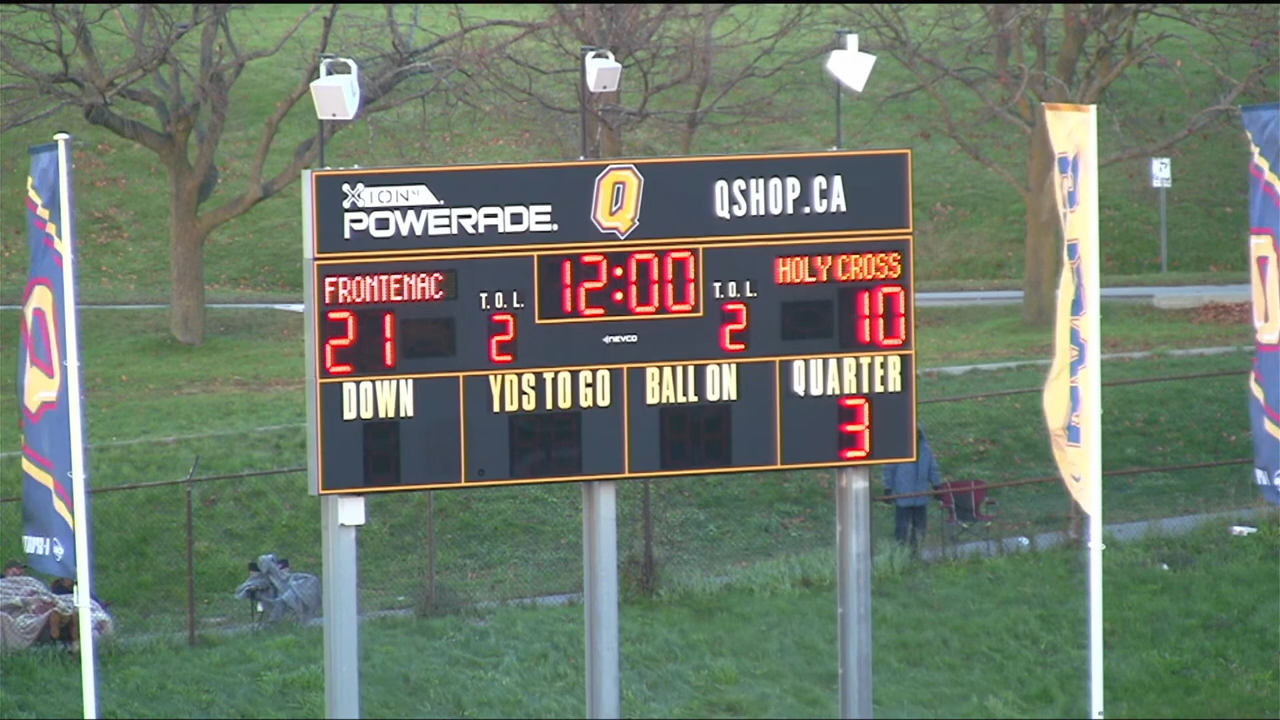 XION4
POWERADE.
Q
QSHOP.CA
FRONTENAC
12:00
HOLY CROSS
T.O.L.
T.O.L.
21
2
NEVCO
2
10
DOWN
YDS TO GO
BALL ON
QUARTER
3